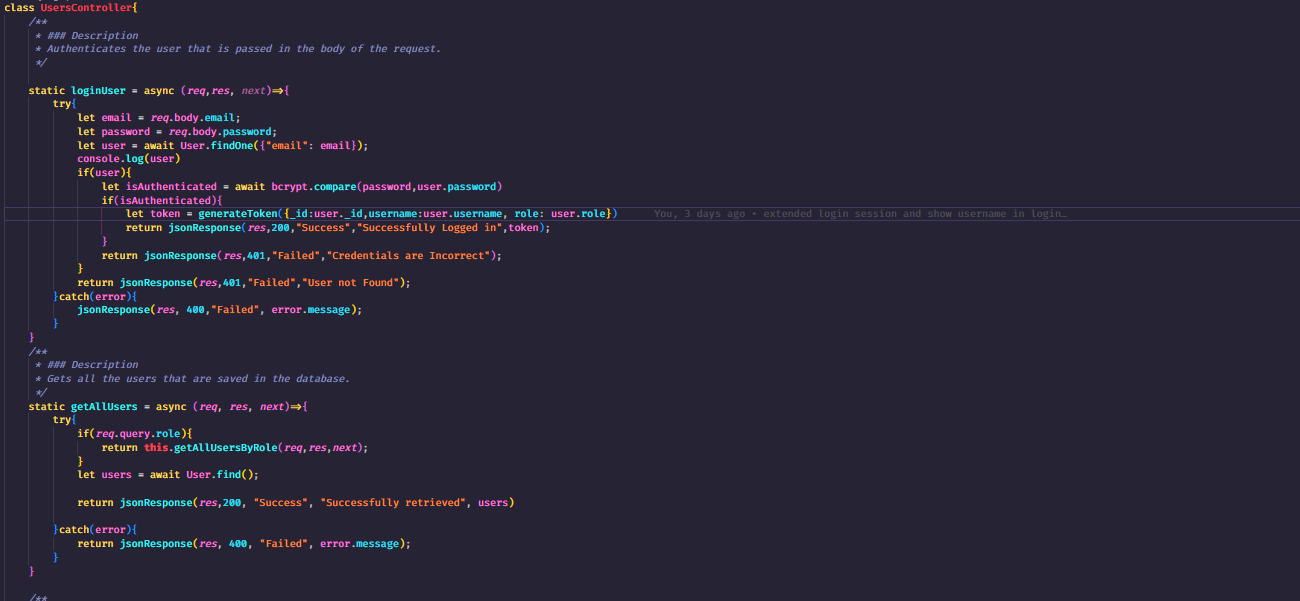 class UsersController{
/**
* ### Description
* Authenticates the user that is passed in the body of the request.
*/
static loginUser = async (req,res, next)=>{
try{
let email = req.body.email;
let password = req.body.password;
let user = await User.findOne({"email": email});
console.log(user)
if(user){
let isAuthenticated = await bcrypt.compare(password,user.password)
if(isAuthenticated){
let token = generateToken({_id:user._id,username:user.username, role: user.role}) You, 3 days ago • extended login session and show username in login…
return jsonResponse(res,200,"Success","Successfully Logged in",token);
}
return jsonResponse(res,401,"Failed","Credentials are Incorrect");
}
return jsonResponse(res,401,"Failed","User not Found");
}catch(error){
jsonResponse(res, 400,"Failed", error.message);
}
}
/**
* ### Description
* Gets all the users that are saved in the database.
*/
static getAllUsers = async (req, res, next)=>{
try{
if(req.query.role){
return this.getAllUsersByRole(req,res,next);
}
let users = await User.find();
return jsonResponse(res,200, "Success", "Successfully retrieved", users)
}catch(error){
return jsonResponse(res, 400, "Failed", error.message);
}
}
/**